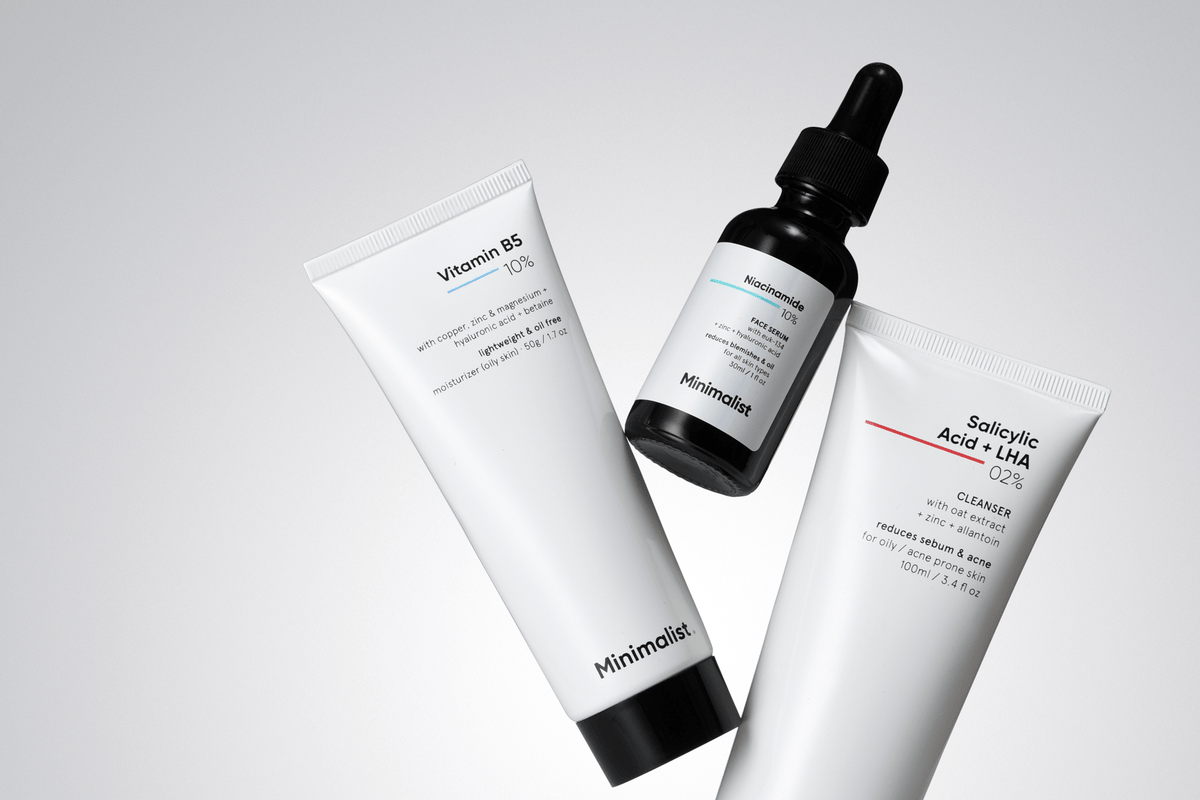 Vitamin B5
10%
with copper, zinc & magnesium +
hyaluronic acid + betaine
lightweight & oil free
moisturizer (oily skin) · 50g / 1.7 oz
Minimalist
Niacinamide
10%
FACE SERUM
with euk-134
+ zinc + hyaluronic acid
reduces blemishes & oil
for all skin types
30ml / 1 fl oz
Minimalist
Salicylic
Acid + LHA
02%
CLEANSER
with oat extract
+ zinc + allantoin
reduces sebum & acne
for oily / acne prone skin
100ml / 3.4 fl oz